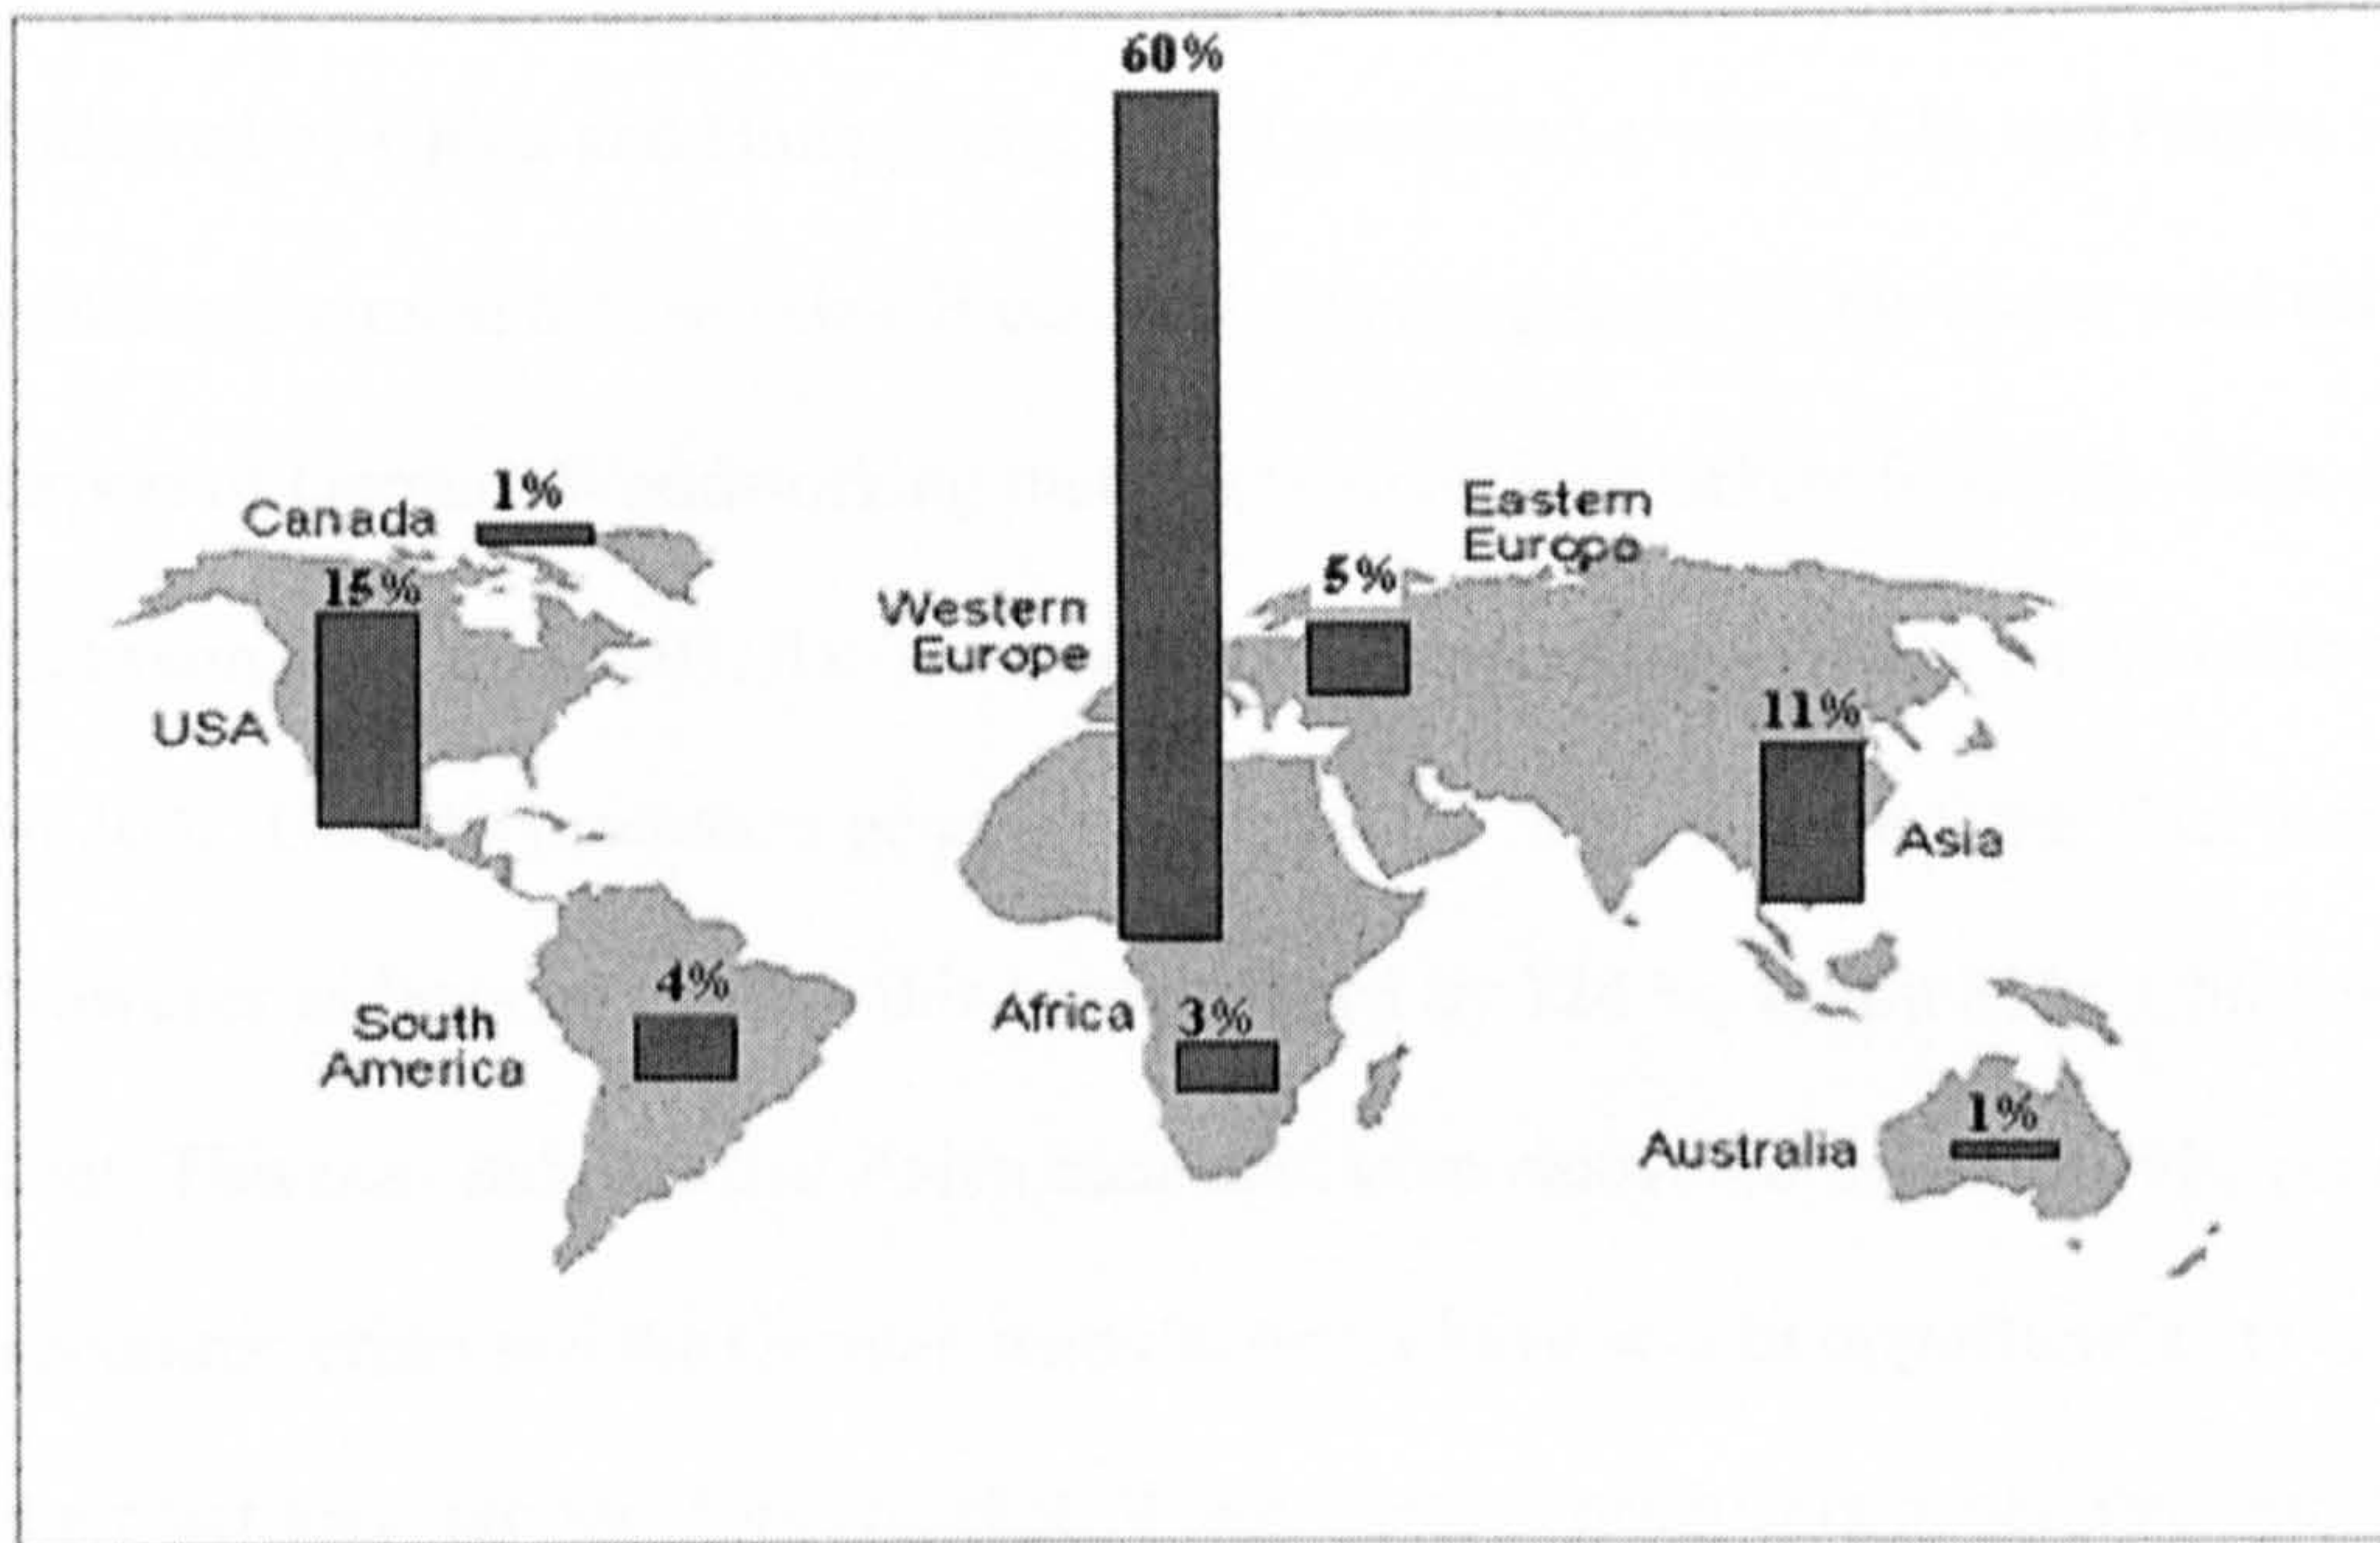 60%
1%
Canada
15%
USA
Western
Europe
Eastern
Europe
5%
11%
Asia
4%
South
America
Africa
3%
1%
Australia